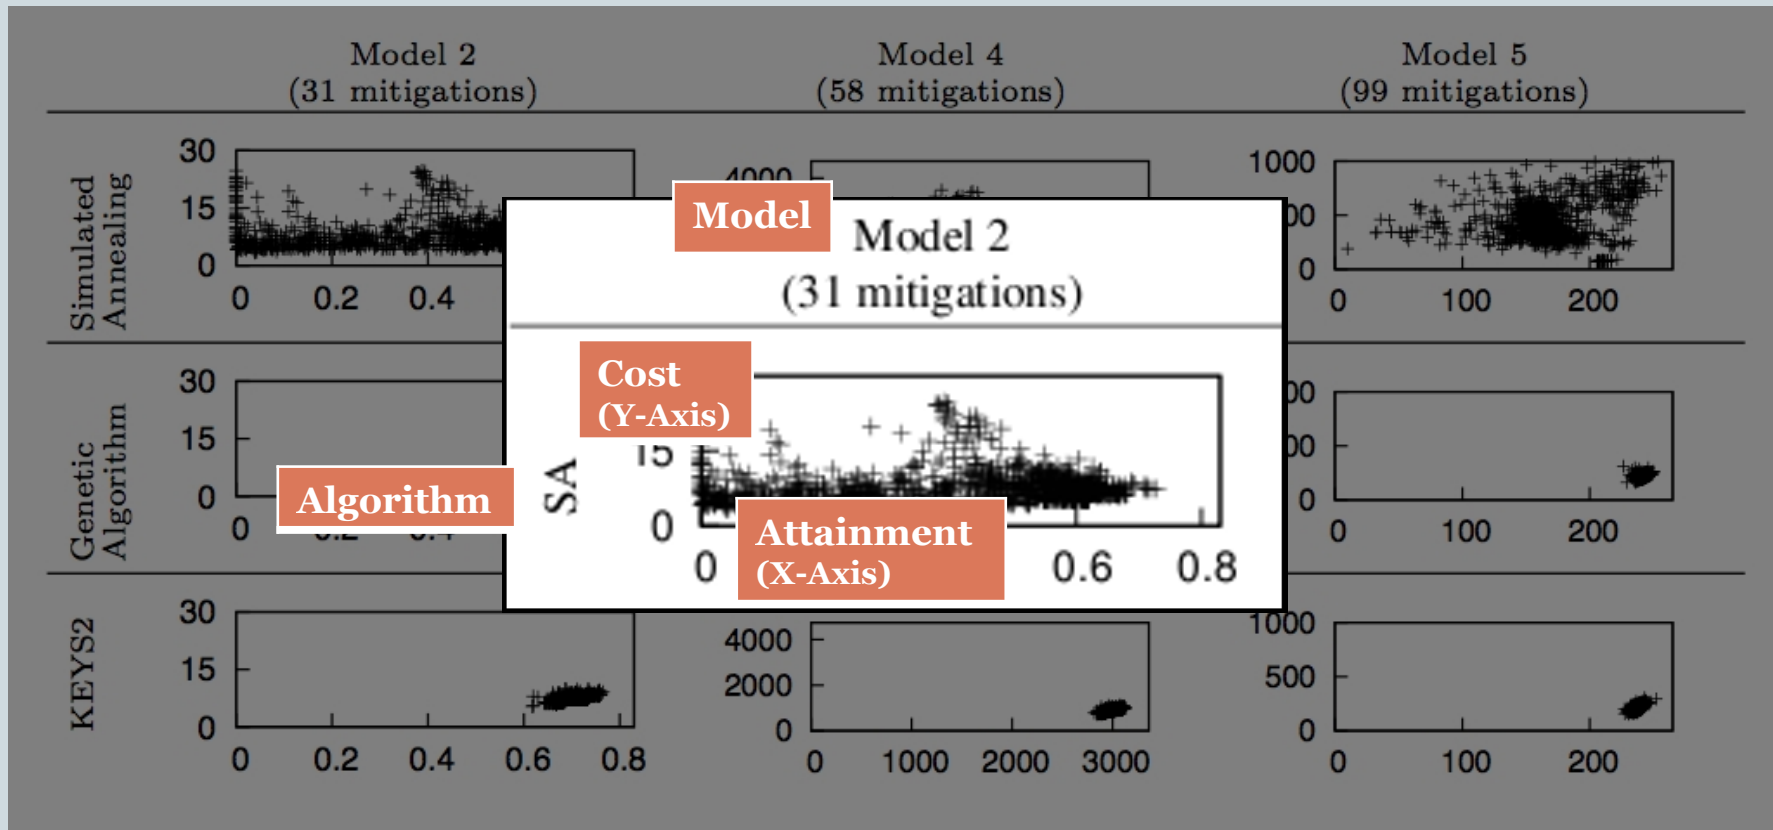 Model 2
(31 mitigations)
Model 4
(58 mitigations)
Model 5
(99 mitigations)
Simulated
Annealing
30
15
0
0 0.2 0.4
4000
1000
0
0 100 200
Model
Model 2
(31 mitigations)
Cost
(Y-Axis)
SA
15
0
Attainment
(X-Axis)
0 0.6 0.8
Algorithm
Genetic
Algorithm
30
15
0
0
0
0 100 200
KEYS2
30
15
0
0 0.2 0.4 0.6 0.8
4000
2000
0
0 1000 2000 3000
1000
500
0
0 100 200